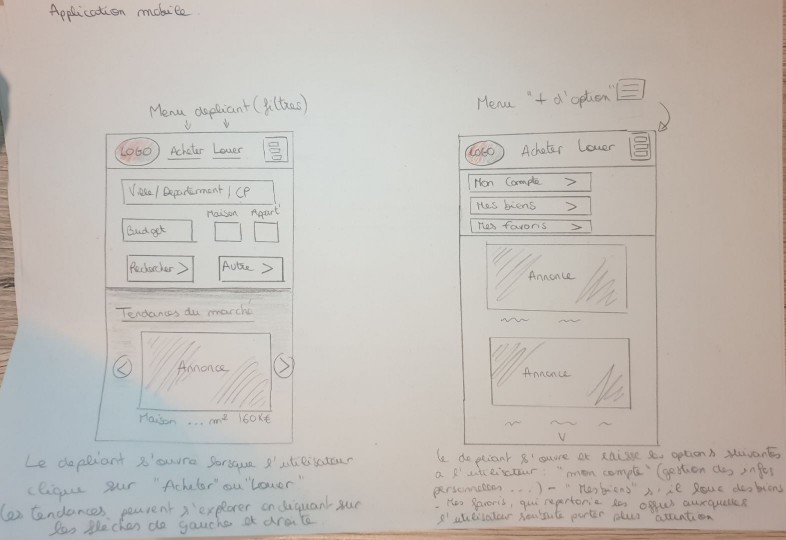 Application mobile
Menu depliant (filtres)
LOGO Acheter Louer
Ville / Département / CP
Maison Apart'
Budget
Rechercher > Autre >
Tendances du marché
< Annonce >
Maison ... m² 160K€
Le depliant s'ouvre lorsque l'utilisateur
clique sur "Acheter" ou "Louer"
Les tendances peuvent s'explorer en cliquant sur
les flèches de gauche et droite.
Menu "+ d'option"
LOGO Acheter Louer
Mon Compte >
Mes biens >
Mes favoris >
Annonce
Annonce
le depliant s'ouvre et laisse les options suivantes
a l'utilisateur : "mon compte" (gestion des infos
personnelles ...) - "Mes biens" s'il loue des biens
- Mes favoris, qui repertorie les offres auxquelles
l'utilisateur souhaite porter plus attention